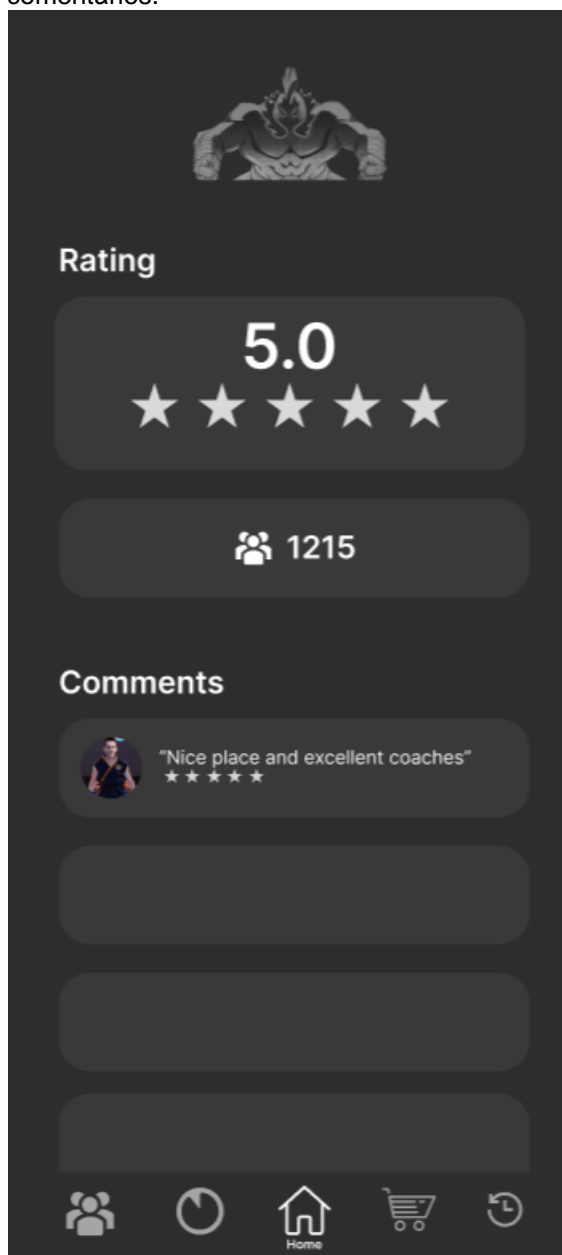 comentarios.
Rating
5.0
1215
Comments
"Nice place and excellent coaches"
Home